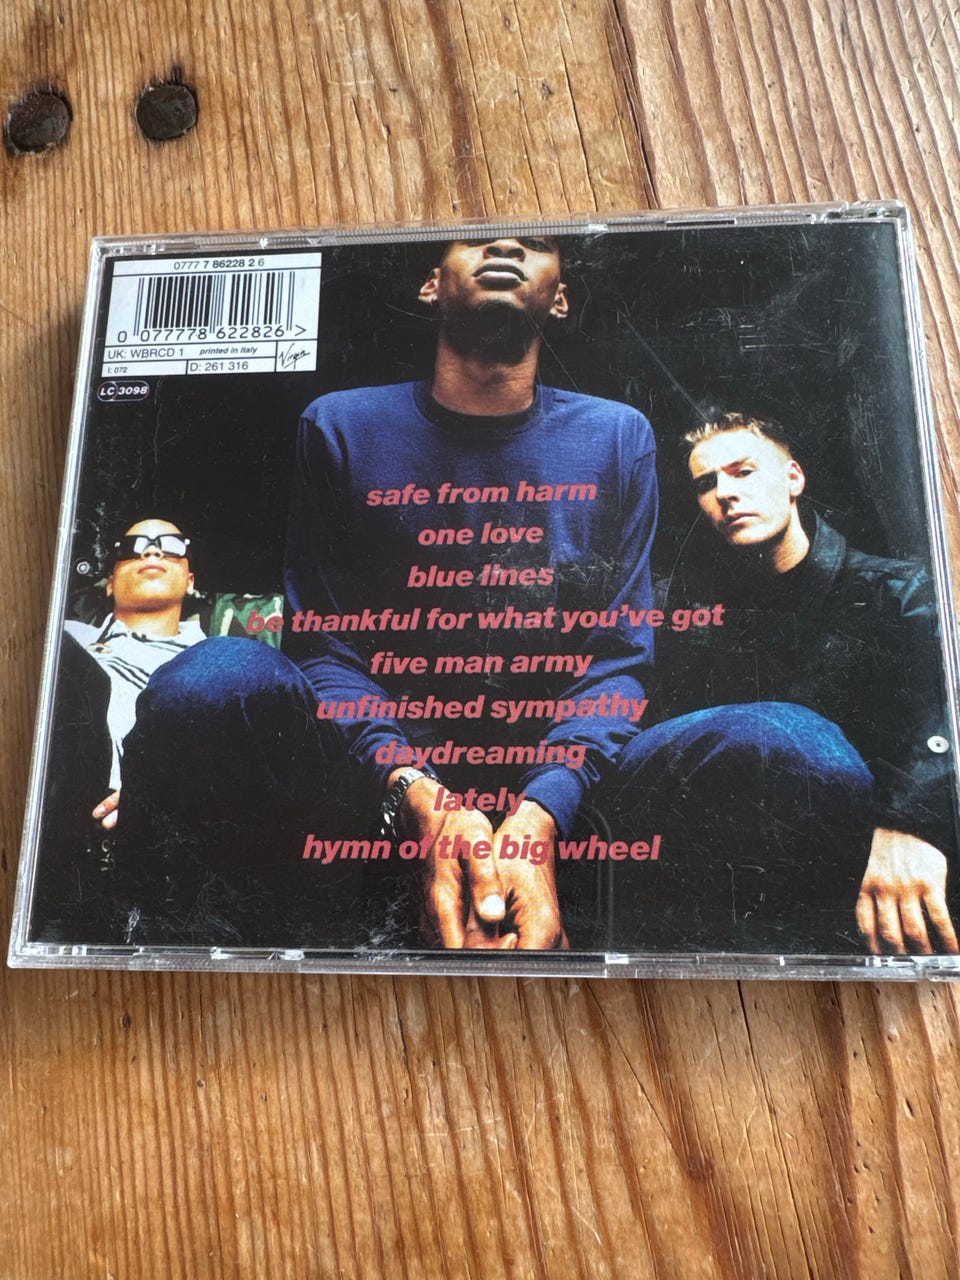 0777 7 86228 2 6
0 077778 622826 >
UK: WBRCD 1 printed in italy
I: 072 D: 261 316 Virgin
LC 3098
safe from harm
one love
blue lines
be thankful for what you've got
five man army
unfinished sympathy
daydreaming
lately
hymn of the big wheel